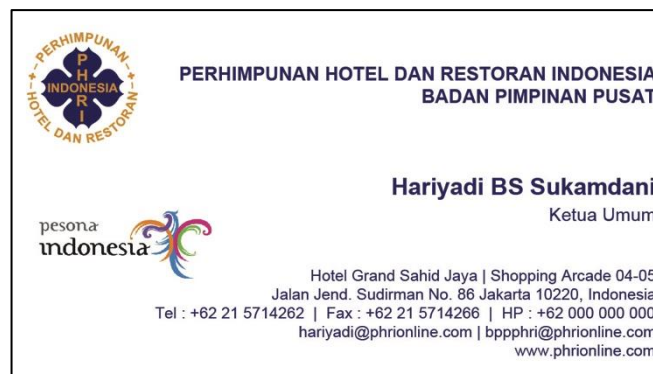 PERHIMPUNAN
PHRI
INDONESIA
HOTEL DAN RESTORAN
PERHIMPUNAN HOTEL DAN RESTORAN INDONESIA
BADAN PIMPINAN PUSAT
Hariyadi BS Sukamdani
Ketua Umum
pesona
indonesia
Hotel Grand Sahid Jaya | Shopping Arcade 04-05
Jalan Jend. Sudirman No. 86 Jakarta 10220, Indonesia
Tel : +62 21 5714262 | Fax : +62 21 5714266 | HP : +62 000 000 000
hariyadi@phrionline.com | bppphri@phrionline.com
www.phrionline.com